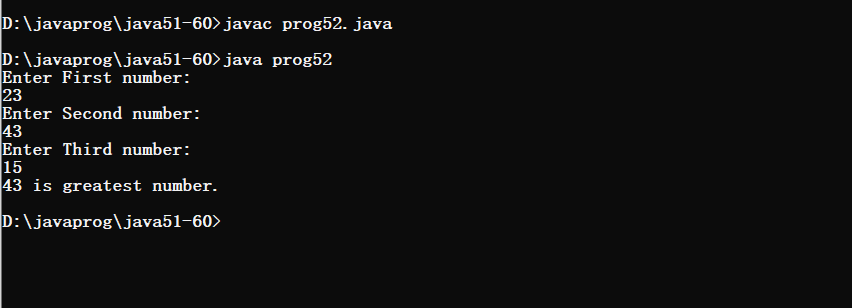 D:\javaprog\java51-60>javac prog52.java
D:\javaprog\java51-60>java prog52
Enter First number:
23
Enter Second number:
43
Enter Third number:
15
43 is greatest number.
D:\javaprog\java51-60>